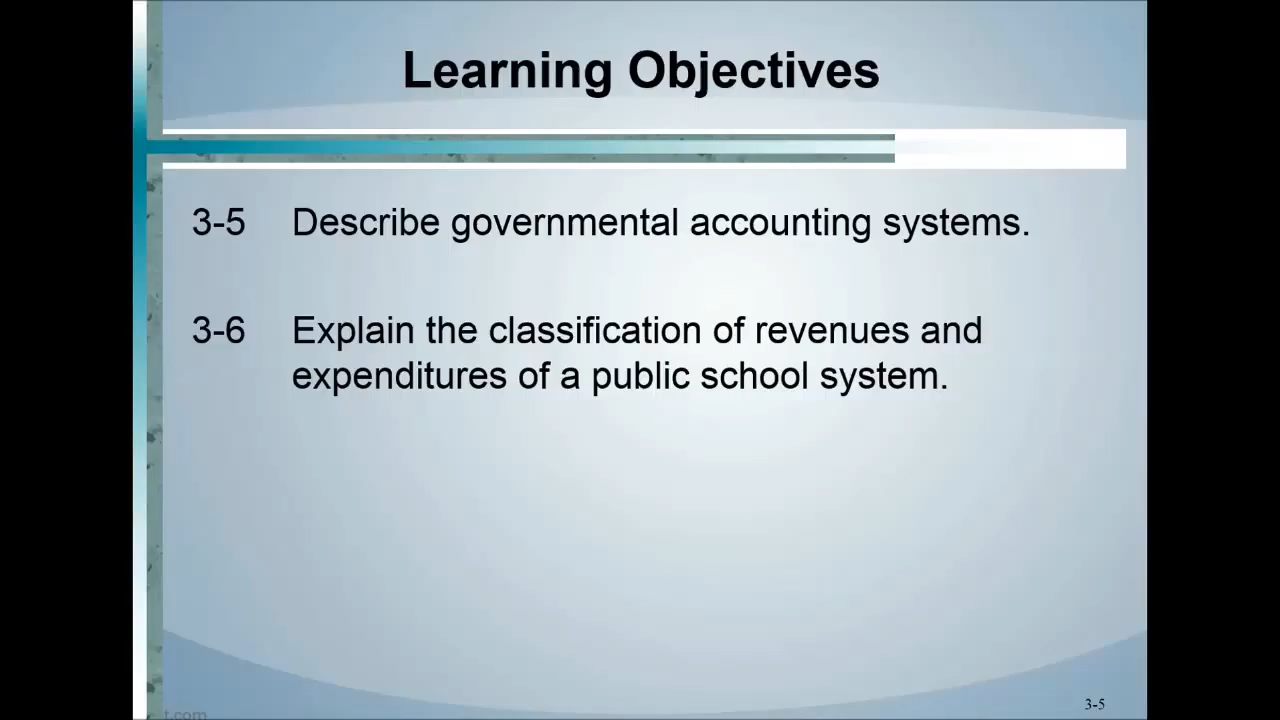 Learning Objectives
3-5 Describe governmental accounting systems.
3-6 Explain the classification of revenues and
expenditures of a public school system.
3-5
t.com